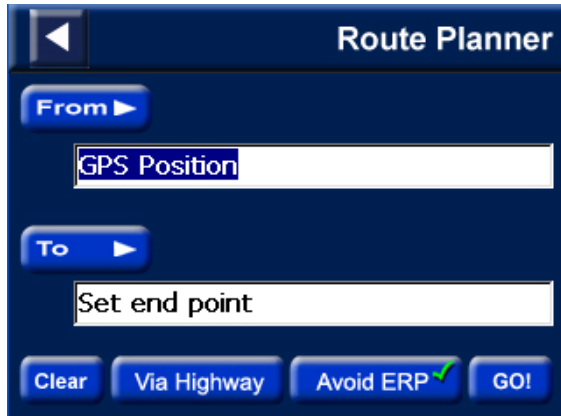 Route Planner
From
GPS Position
To
Set end point
Clear Via Highway Avoid ERP GO!